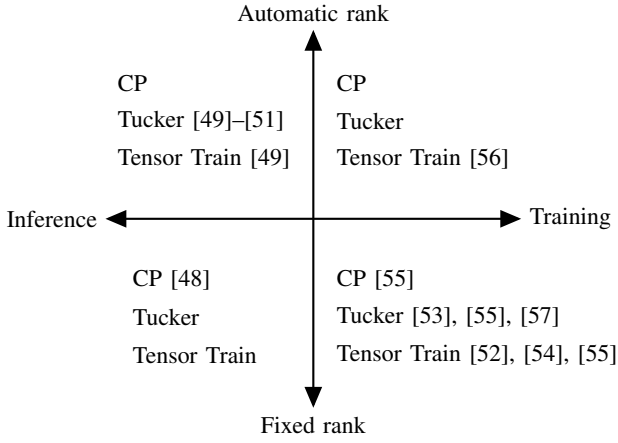 Automatic rank
CP
Tucker [49]–[51]
Tensor Train [49]
CP
Tucker
Tensor Train [56]
Inference
Training
CP [48]
Tucker
Tensor Train
CP [55]
Tucker [53], [55], [57]
Tensor Train [52], [54], [55]
Fixed rank